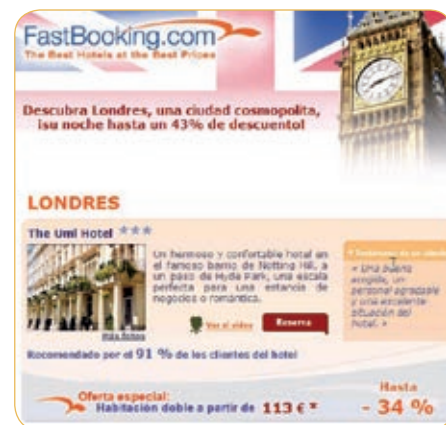 FastBooking.com
The Best Hotels at the Best Prices
Descubra Londres, una ciudad cosmopolita,
¡su noche hasta un 43% de descuento!
LONDRES
The Umi Hotel ***
Un hermoso y confortable hotel en
el famoso barrio de Notting Hill, a
un paso de Hyde Park, una escala
perfecta para una estancia de
negocios o romántica.
Ver el vídeo
Reserva
más fotos
Testimonio de un cliente
« Una buena
acogida, un
personal agradable
y una excelente
situación del
hotel. »
Recomendado por el 91 % de los clientes del hotel
Oferta especial:
Habitación doble a partir de 113 € *
Hasta
- 34 %